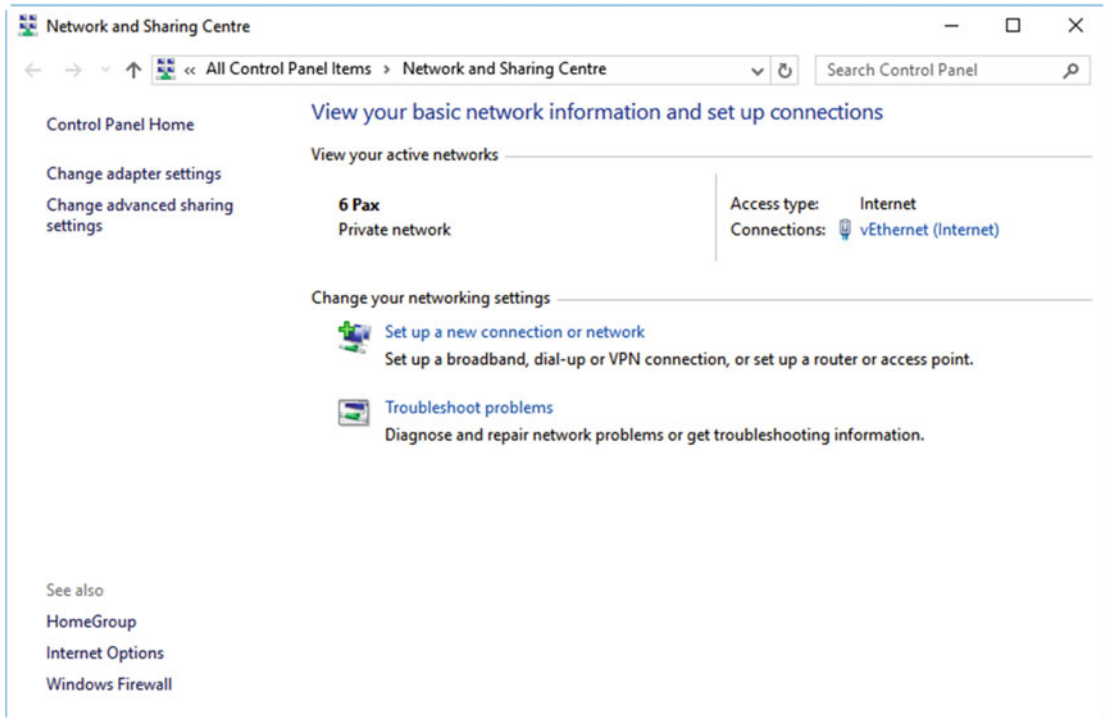 Network and Sharing Centre
« All Control Panel Items › Network and Sharing Centre
Search Control Panel
Control Panel Home
Change adapter settings
Change advanced sharing
settings
View your basic network information and set up connections
View your active networks
6 Pax
Private network
Access type: Internet
Connections: vEthernet (Internet)
Change your networking settings
Set up a new connection or network
Set up a broadband, dial-up or VPN connection, or set up a router or access point.
Troubleshoot problems
Diagnose and repair network problems or get troubleshooting information.
See also
HomeGroup
Internet Options
Windows Firewall